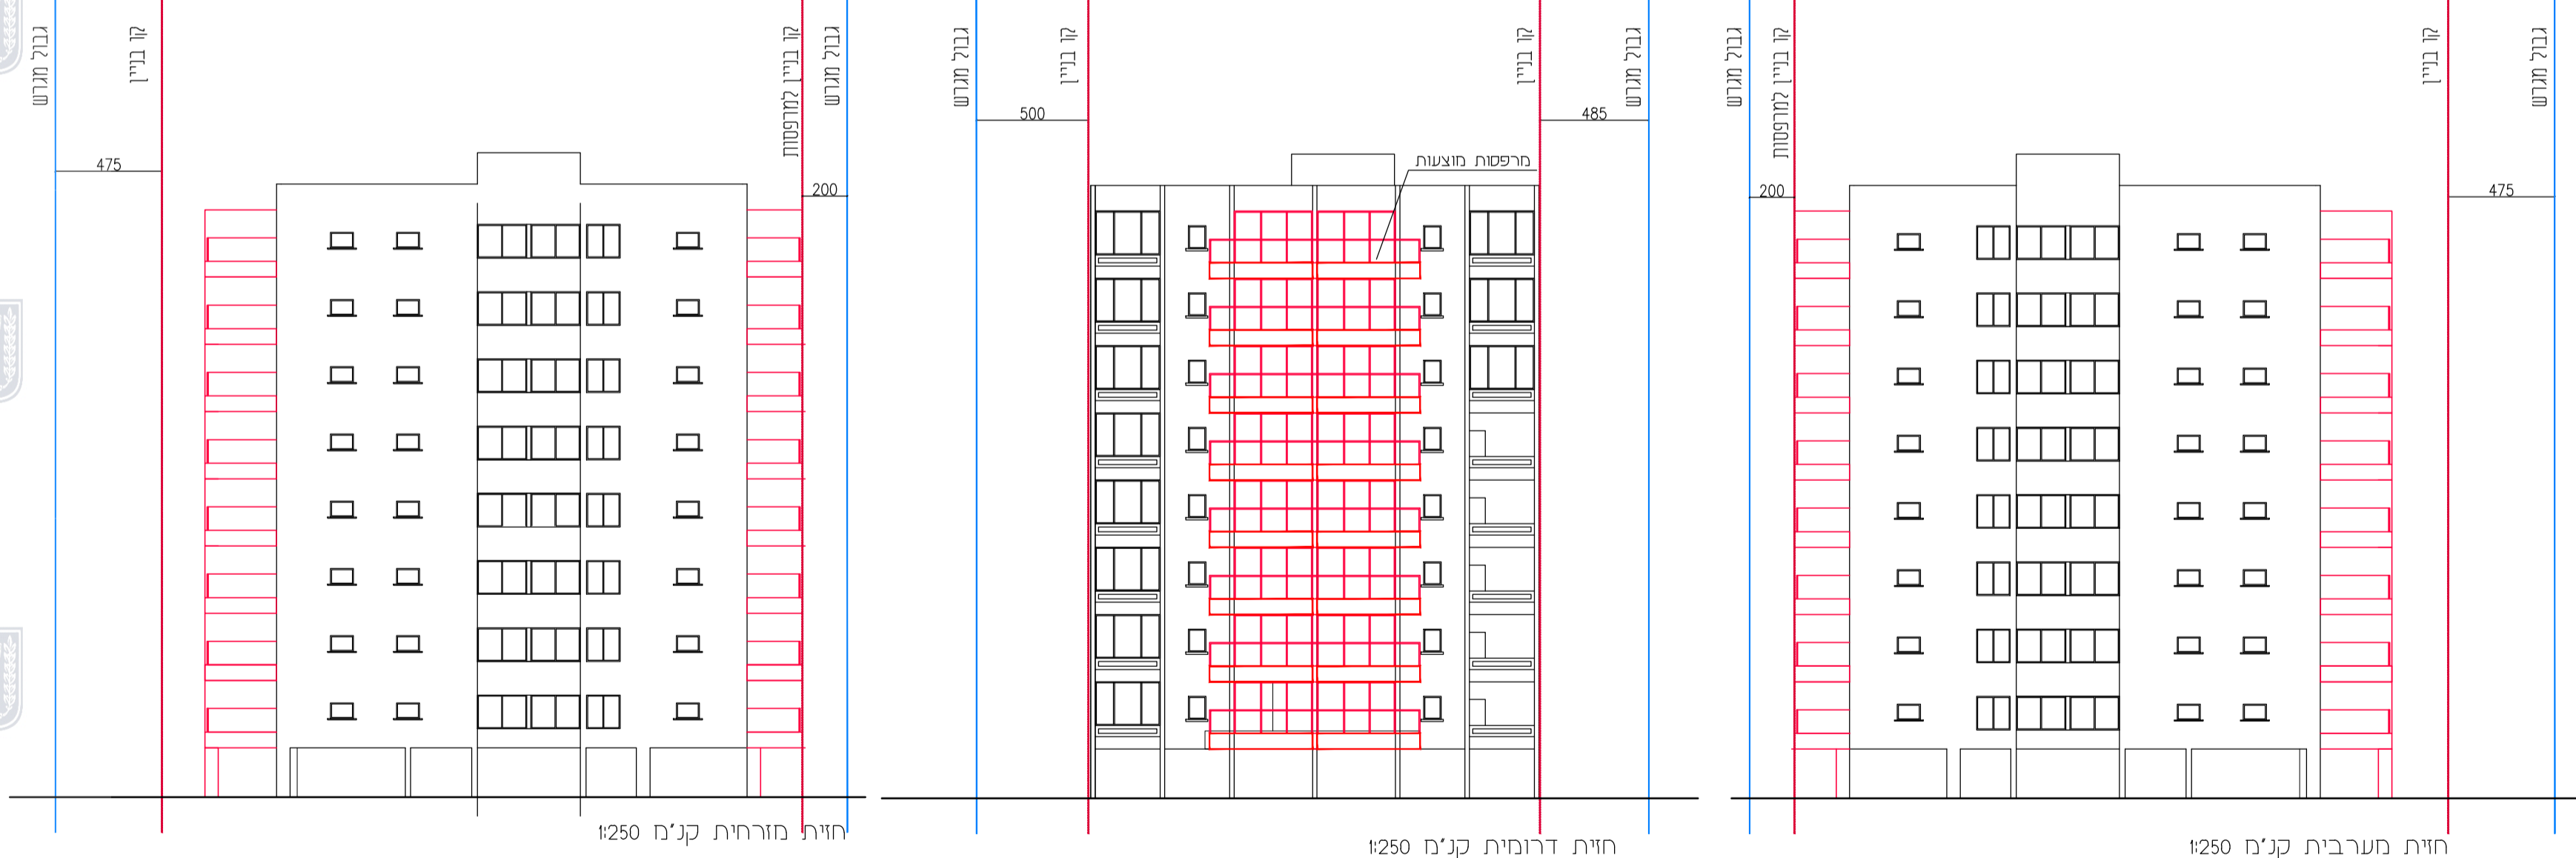 גבול מגרש
קו בניין
475
קו בניין למרפסות
גבול מגרש
200
חזית מזרחית קנ'מ 1:250
גבול מגרש
קו בניין
500
קו בניין
גבול מגרש
485
מרפסות מוצעות
חזית דרומית קנ'מ 1:250
גבול מגרש
קו בניין למרפסות
200
קו בניין
גבול מגרש
475
חזית מערבית קנ'מ 1:250